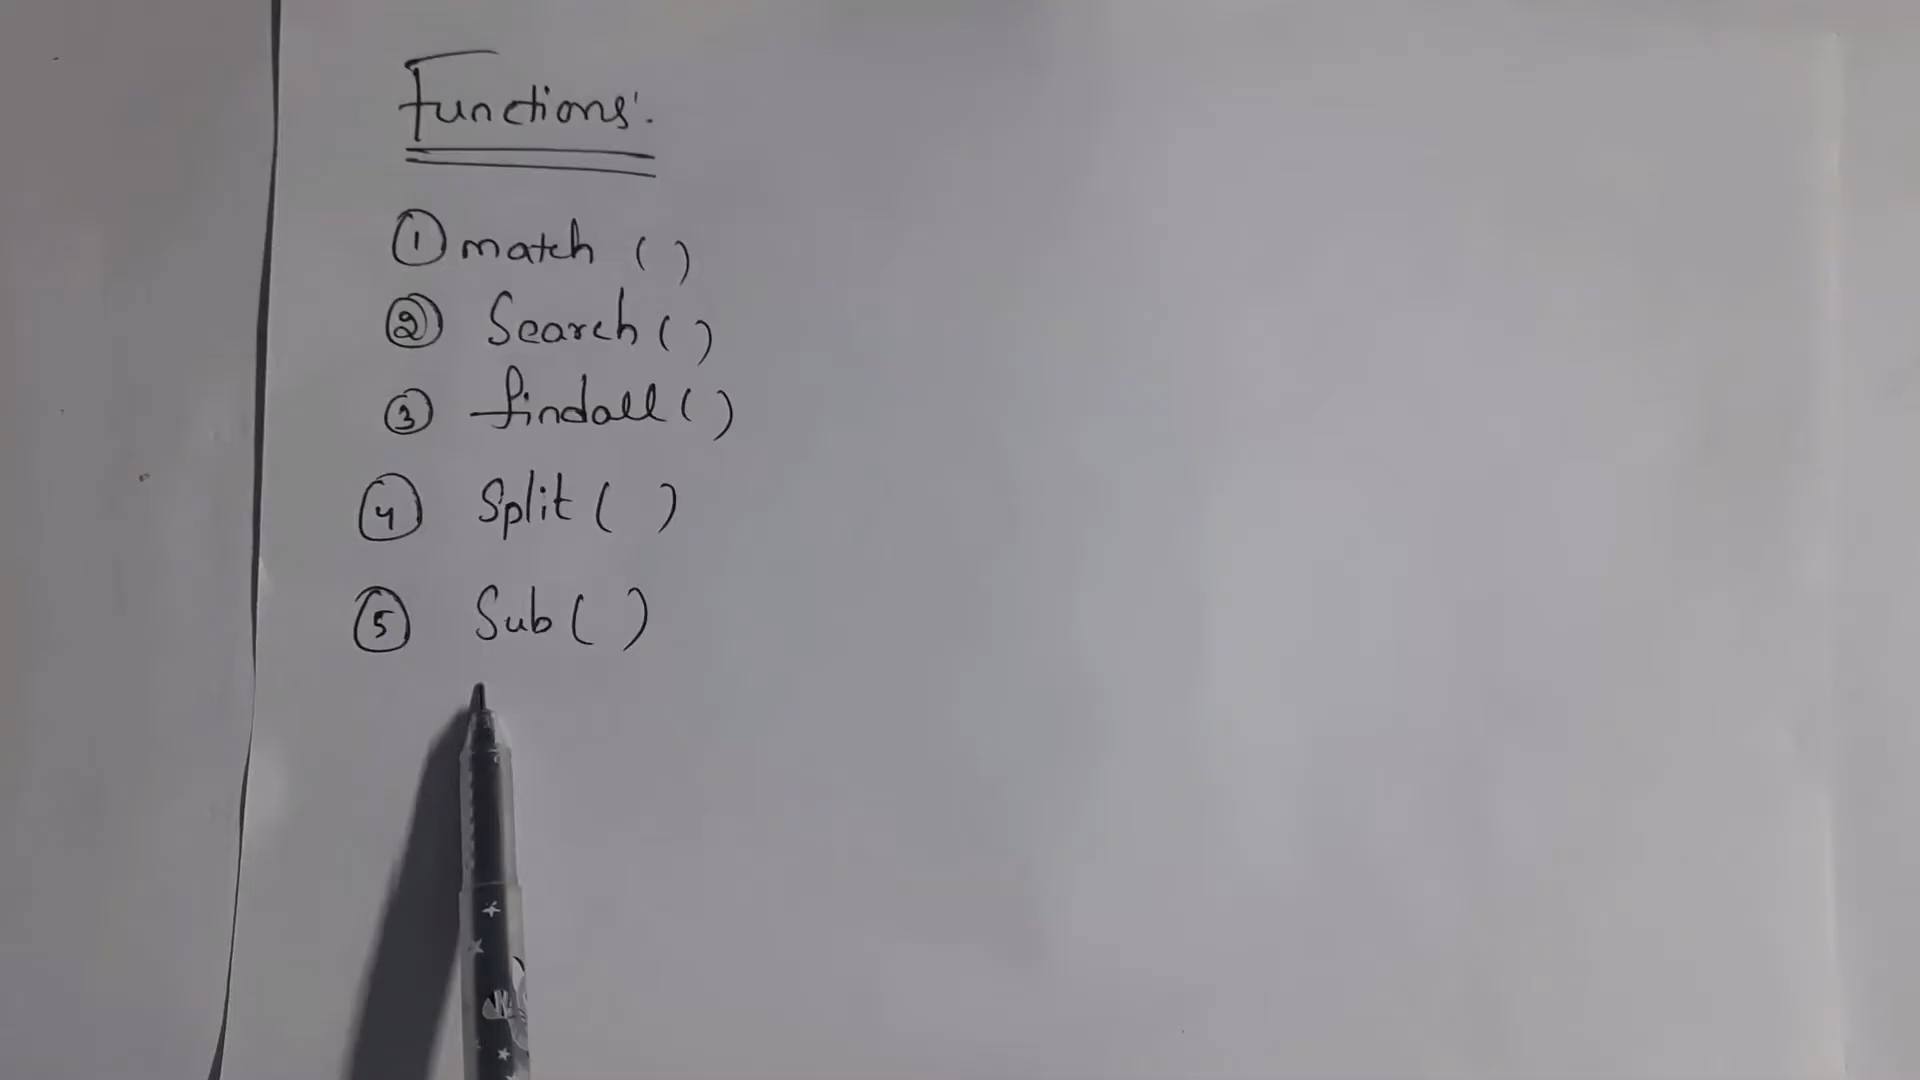 Functions:
① match ( )
② Search ( )
③ findall ( )
④ Split ( )
⑤ Sub ( )